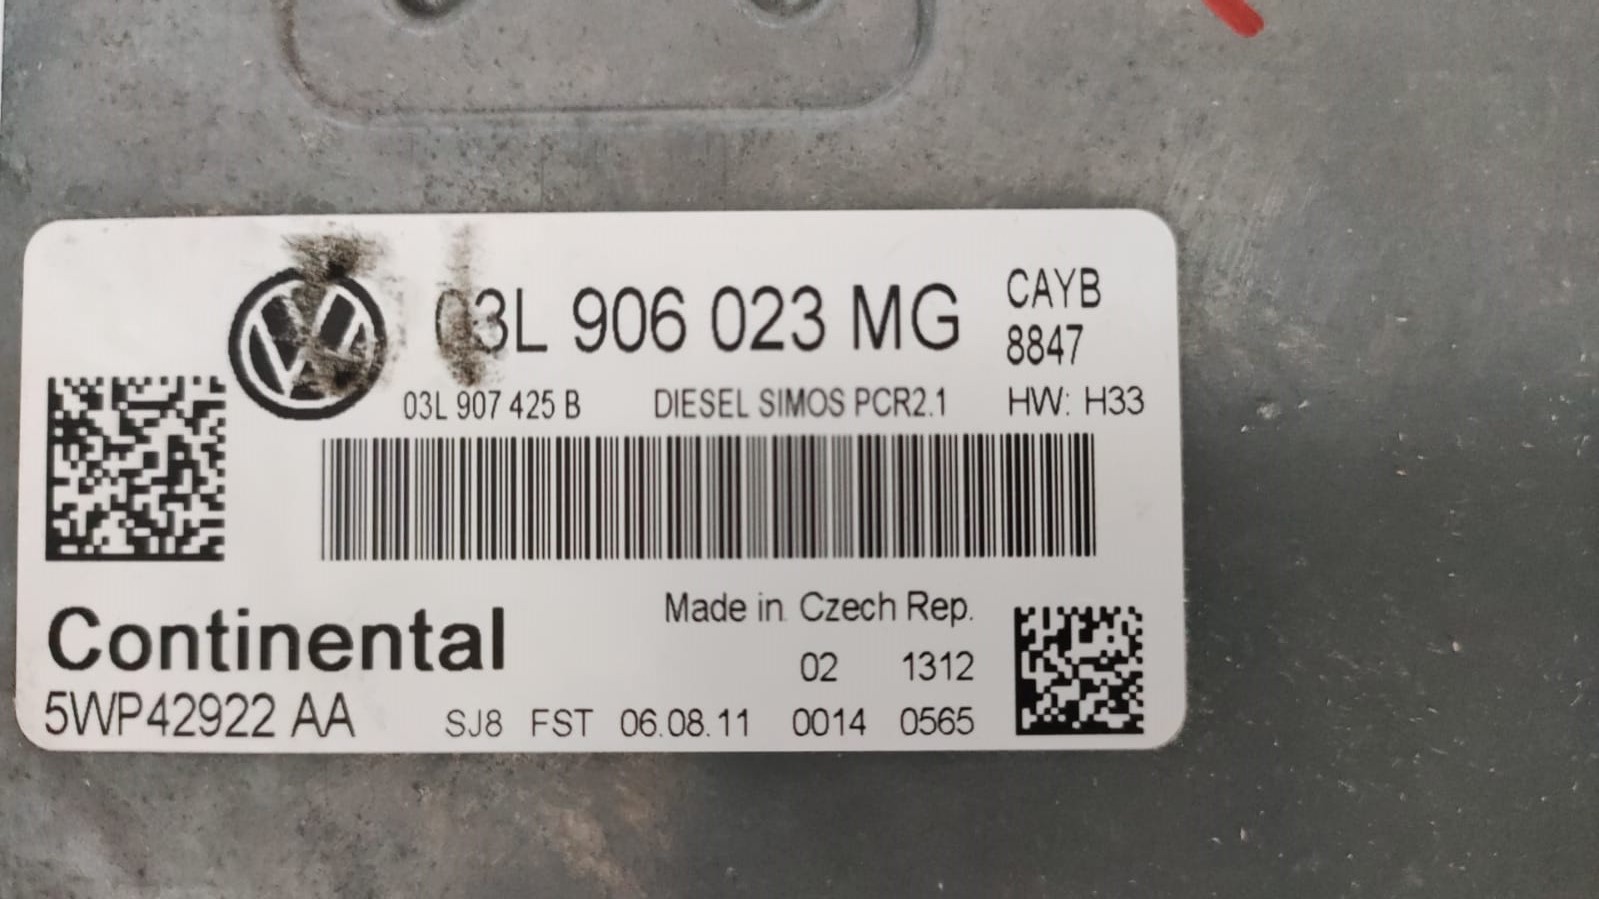 03L 906 023 MG
CAYB
8847
03L 907 425 B DIESEL SIMOS PCR2.1 HW: H33
Continental
Made in Czech Rep.
02 1312
5WP42922 AA SJ8 FST 06.08.11 0014 0565